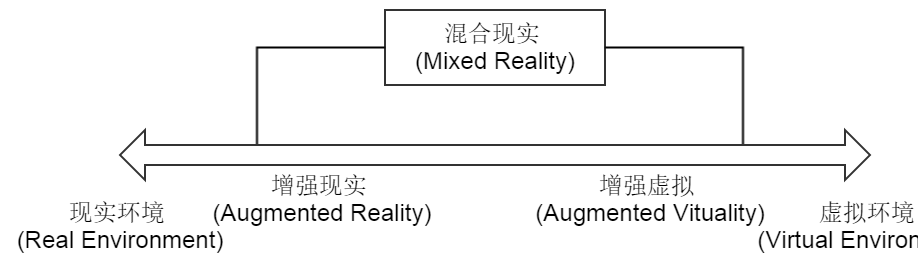 混合现实
(Mixed Reality)
增强现实
(Augmented Reality)
增强虚拟
(Augmented Vituality)
现实环境
(Real Environment)
虚拟环境
(Virtual Environ